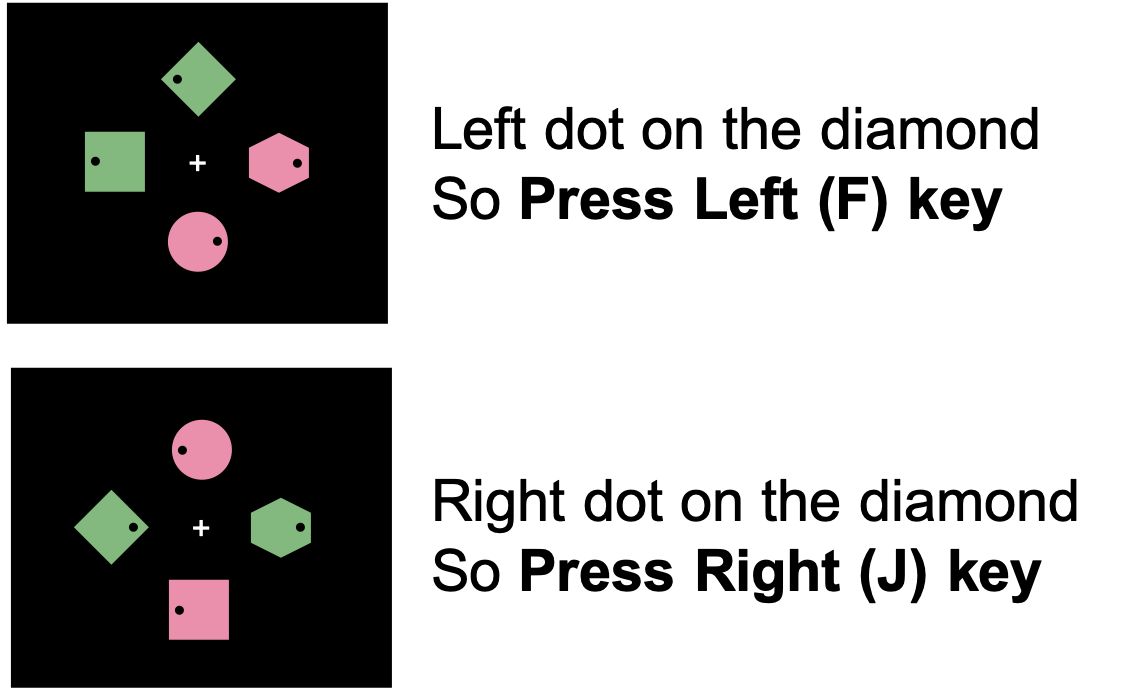 Left dot on the diamond
So Press Left (F) key
Right dot on the diamond
So Press Right (J) key